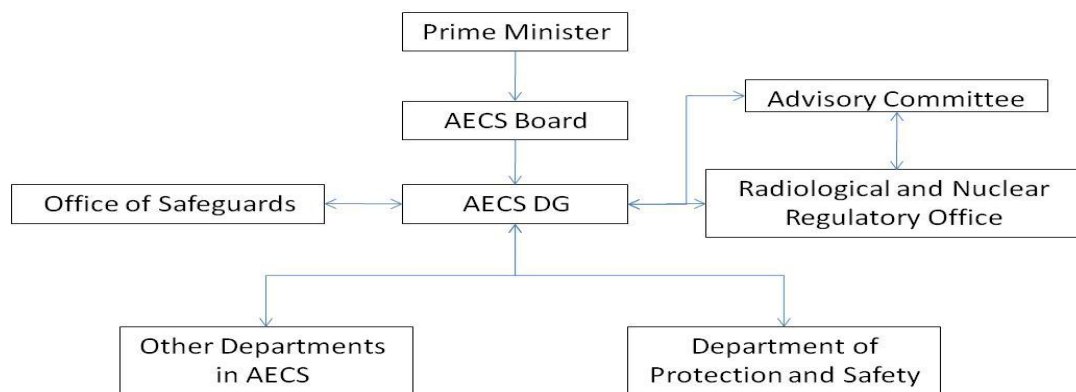 Prime Minister
AECS Board
Advisory Committee
Office of Safeguards
AECS DG
Radiological and Nuclear
Regulatory Office
Other Departments
in AECS
Department of
Protection and Safety